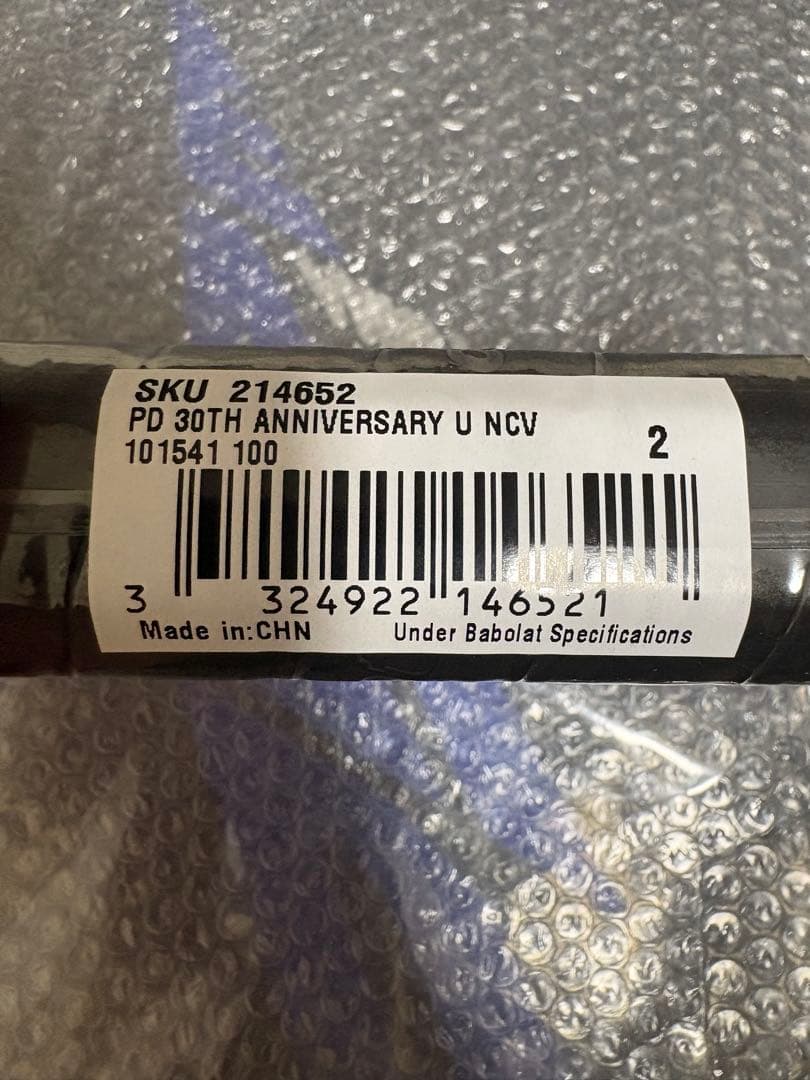 SKU 214652
PD 30TH ANNIVERSARY U NCV
101541 100
2
3 324922 146521
Made in:CHN
Under Babolat Specifications